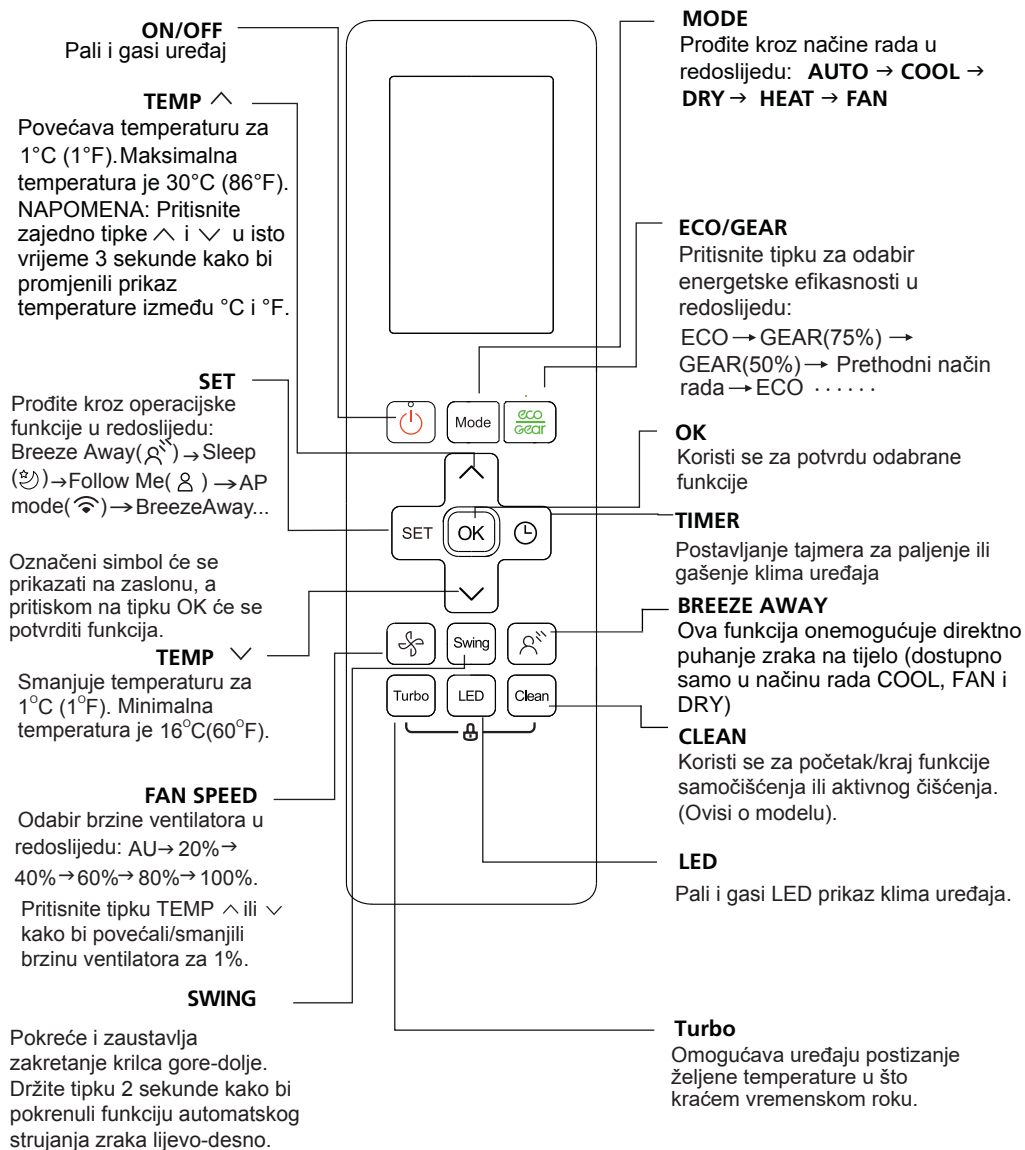 ON/OFF
Pali i gasi uređaj
TEMP ︿
Povećava temperaturu za
1°C (1°F).Maksimalna
temperatura je 30°C (86°F).
NAPOMENA: Pritisnite
zajedno tipke ︿ i ﹀ u isto
vrijeme 3 sekunde kako bi
promjenili prikaz
temperature između °C i °F.
SET
Prođite kroz operacijske
funkcije u redoslijedu:
Breeze Away( )→Sleep
( )→Follow Me( ) →AP
mode( )→BreezeAway...
Označeni simbol će se
prikazati na zaslonu, a
pritiskom na tipku OK će se
potvrditi funkcija.
TEMP ﹀
Smanjuje temperaturu za
1°C (1°F). Minimalna
temperatura je 16°C(60°F).
FAN SPEED
Odabir brzine ventilatora u
redoslijedu: AU→ 20%→
40%→60%→ 80%→100%.
Pritisnite tipku TEMP ︿ ili ﹀
kako bi povećali/smanjili
brzinu ventilatora za 1%.
SWING
Pokreće i zaustavlja
zakretanje krilca gore-dolje.
Držite tipku 2 sekunde kako bi
pokrenuli funkciju automatskog
strujanja zraka lijevo-desno.
Mode
eco
Gear
SET
OK
Swing
Turbo
LED
Clean
MODE
Prođite kroz načine rada u
redoslijedu: AUTO → COOL →
DRY → HEAT → FAN
ECO/GEAR
Pritisnite tipku za odabir
energetske efikasnosti u
redoslijedu:
ECO → GEAR(75%) →
GEAR(50%)→ Prethodni način
rada → ECO ······
OK
Koristi se za potvrdu odabrane
funkcije
TIMER
Postavljanje tajmera za paljenje ili
gašenje klima uređaja
BREEZE AWAY
Ova funkcija onemogućuje direktno
puhanje zraka na tijelo (dostupno
samo u načinu rada COOL, FAN i
DRY)
CLEAN
Koristi se za početak/kraj funkcije
samočišćenja ili aktivnog čišćenja.
(Ovisi o modelu).
LED
Pali i gasi LED prikaz klima uređaja.
Turbo
Omogućava uređaju postizanje
željene temperature u što
kraćem vremenskom roku.